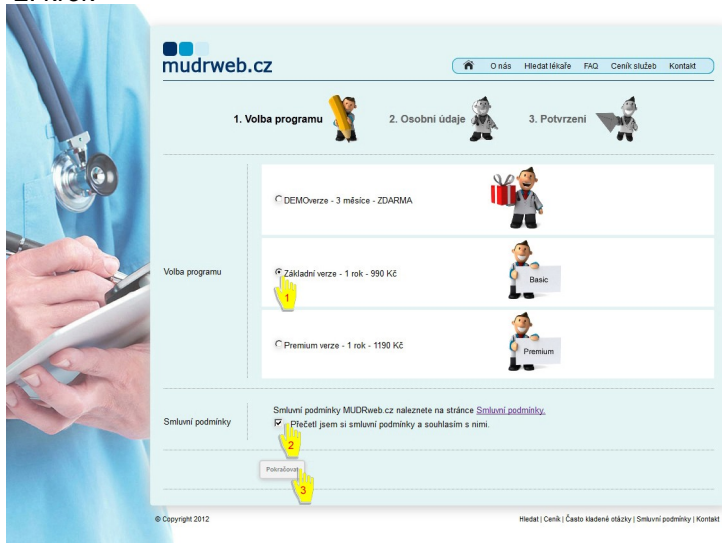 mudrweb.cz
O nás Hledat lékaře FAQ Ceník služeb Kontakt
1. Volba programu 2. Osobní údaje 3. Potvrzení
DEMOverze - 3 měsíce - ZDARMA
Volba programu
Základní verze - 1 rok - 990 Kč
Basic
1
Premium verze - 1 rok - 1190 Kč
Premium
Smluvní podmínky MUDRweb.cz naleznete na stránce Smluvní podmínky.
Smluvní podmínky
Přečetl jsem si smluvní podmínky a souhlasím s nimi.
2
Pokračovat
3
© Copyright 2012
Hledat | Ceník | Často kladené otázky | Smluvní podmínky | Kontakt